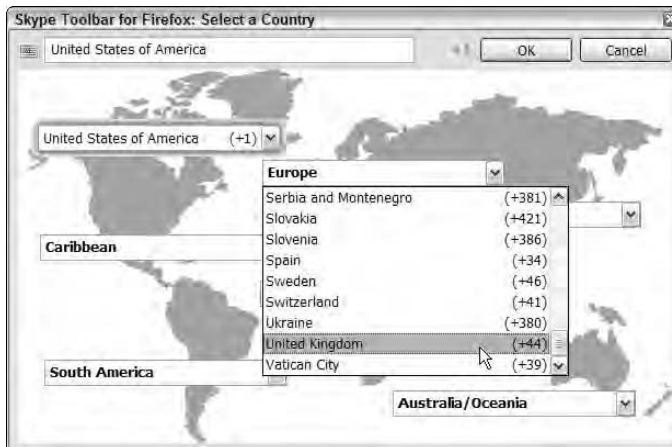 Skype Toolbar for Firefox: Select a Country
United States of America +1 OK Cancel
United States of America (+1)
Europe
Serbia and Montenegro (+381)
Slovakia (+421)
Slovenia (+386)
Caribbean
Spain (+34)
Sweden (+46)
Switzerland (+41)
Ukraine (+380)
United Kingdom (+44)
Vatican City (+39)
South America
Australia/Oceania